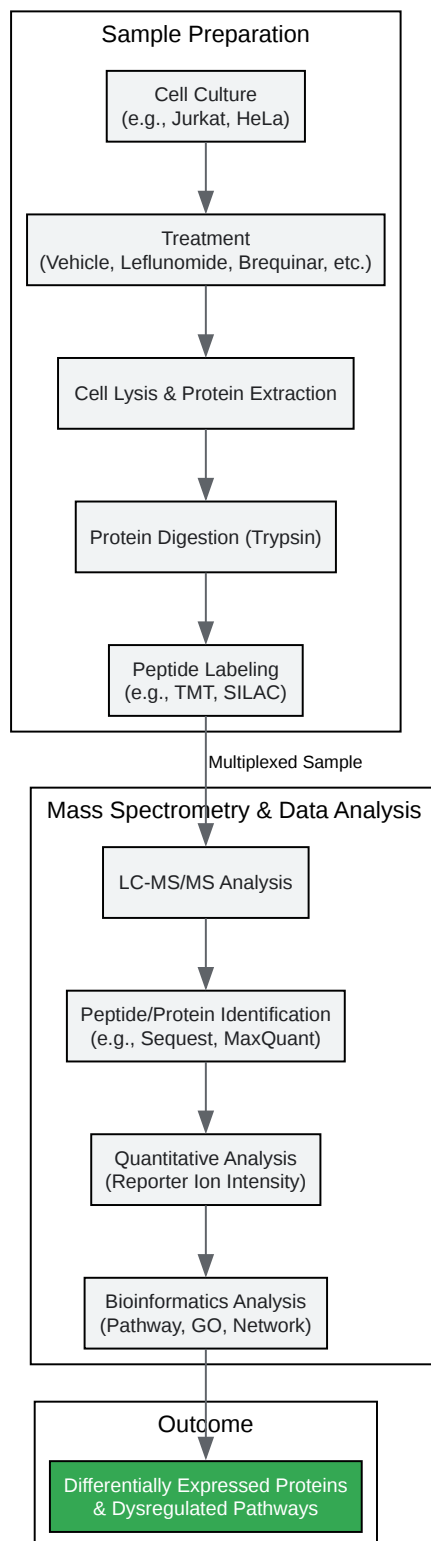 Sample Preparation
Cell Culture
(e.g., Jurkat, HeLa)
Treatment
(Vehicle, Leflunomide, Brequinar, etc.)
Cell Lysis & Protein Extraction
Protein Digestion (Trypsin)
Peptide Labeling
(e.g., TMT, SILAC)
Multiplexed Sample
Mass Spectrometry & Data Analysis
LC-MS/MS Analysis
Peptide/Protein Identification
(e.g., Sequest, MaxQuant)
Quantitative Analysis
(Reporter Ion Intensity)
Bioinformatics Analysis
(Pathway, GO, Network)
Outcome
Differentially Expressed Proteins
& Dysregulated Pathways